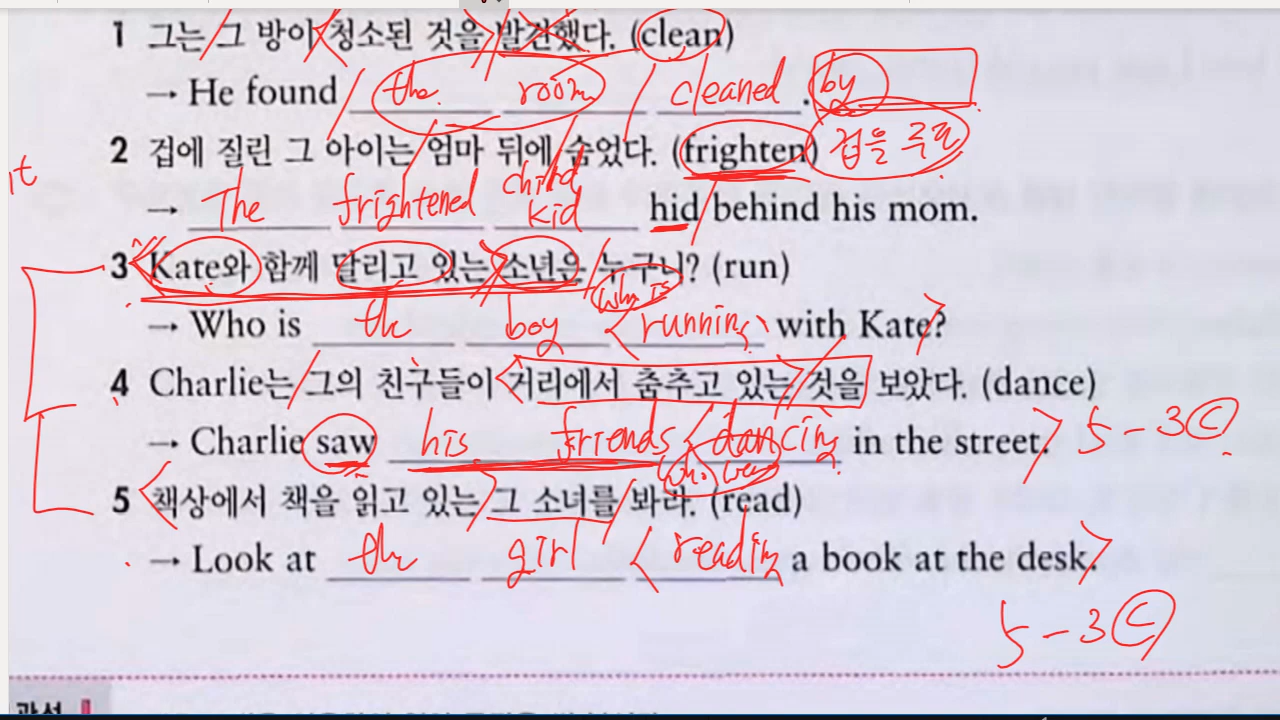 1 그는 그 방이 청소된 것을 발견했다. (clean)
→ He found the room cleaned. by
2 겁에 질린 그 아이는 엄마 뒤에 숨었다. (frighten) 겁을 주다
it
child
→ The frightened kid hid behind his mom.
3 Kate와 함께 달리고 있는 소년은 누구니? (run)
who is
→ Who is the boy running with Kate?
4 Charlie는 그의 친구들이 거리에서 춤추고 있는 것을 보았다. (dance)
→ Charlie saw his friends dancing in the street. 5-3ⓒ
who were
5 책상에서 책을 읽고 있는 그 소녀를 봐라. (read)
→ Look at the girl reading a book at the desk.
5-3ⓒ